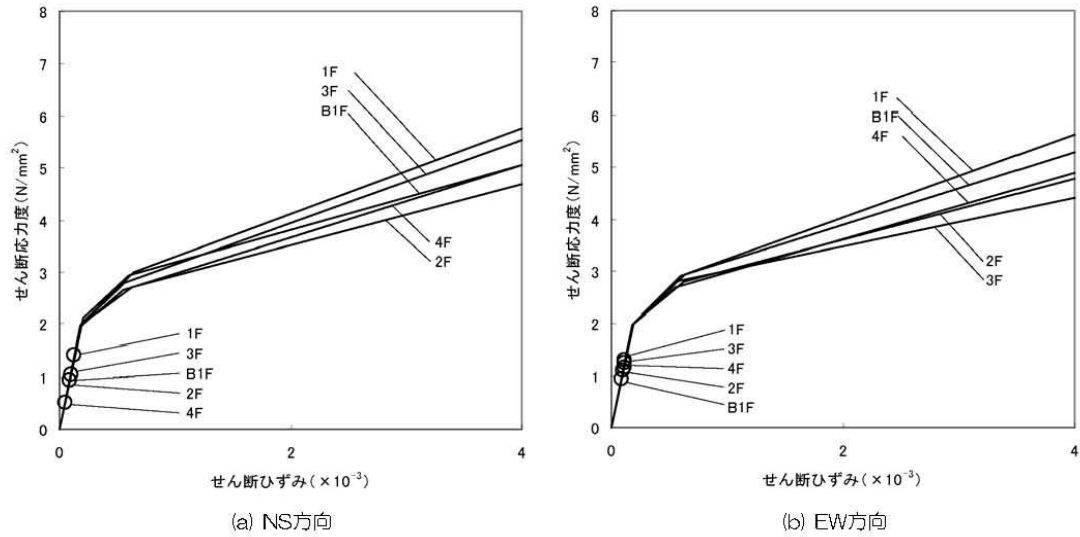 8
7
6
5
4
3
2
1
0
せん断応力度(N/mm²)
1F
3F
B1F
4F
2F
1F
3F
B1F
2F
4F
0
2
4
せん断ひずみ(×10⁻³)
(a) NS方向
8
7
6
5
4
3
2
1
0
せん断応力度(N/mm²)
1F
B1F
4F
2F
3F
1F
3F
4F
2F
B1F
0
2
4
せん断ひずみ(×10⁻³)
(b) EW方向